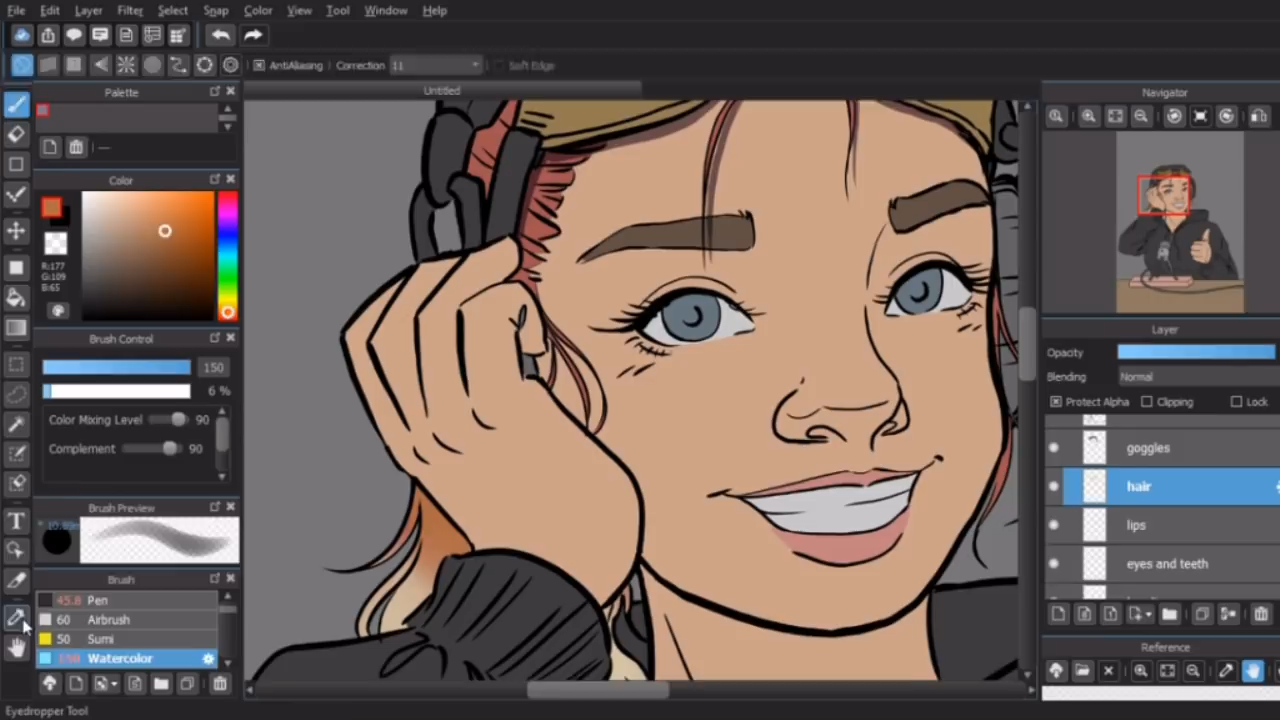 File Edit Layer Filter Select Snap Color View Tool Window Help
AntiAliasing Correction 11 Soft Edge
Palette
Untitled
Navigator
Color
R:177
G:109
B:65
Brush Control
150
6 %
Color Mixing Level 90
Complement 90
Layer
Opacity
Blending Normal
Protect Alpha Clipping Lock
goggles
hair
lips
eyes and teeth
Brush Preview
Brush
45.8 Pen
60 Airbrush
50 Sumi
150 Watercolor
T
Reference
Eyedropper Tool